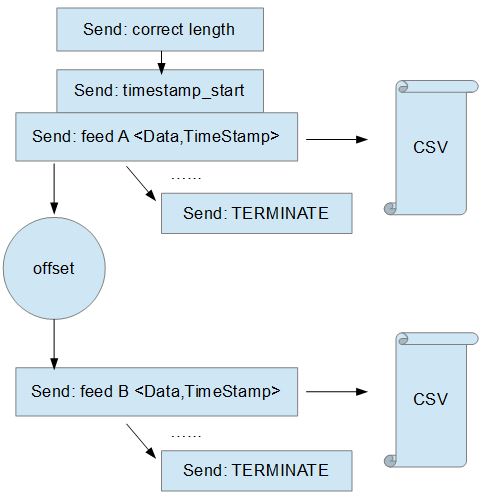 Send: correct length
Send: timestamp_start
Send: feed A <Data,TimeStamp>
CSV
......
Send: TERMINATE
offset
Send: feed B <Data,TimeStamp>
CSV
......
Send: TERMINATE